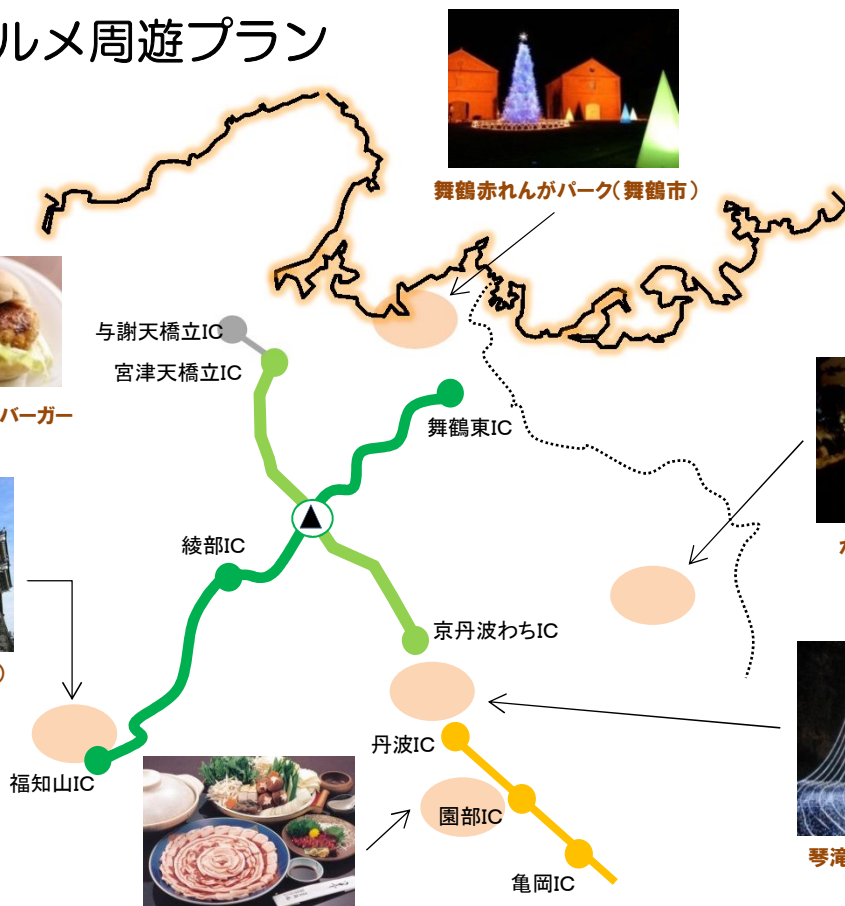 ルメ周遊プラン
舞鶴赤れんがパーク(舞鶴市)
与謝天橋立IC
宮津天橋立IC
バーガー
舞鶴東IC
綾部IC
京丹波わちIC
)
丹波IC
福知山IC
園部IC
琴滝
亀岡IC